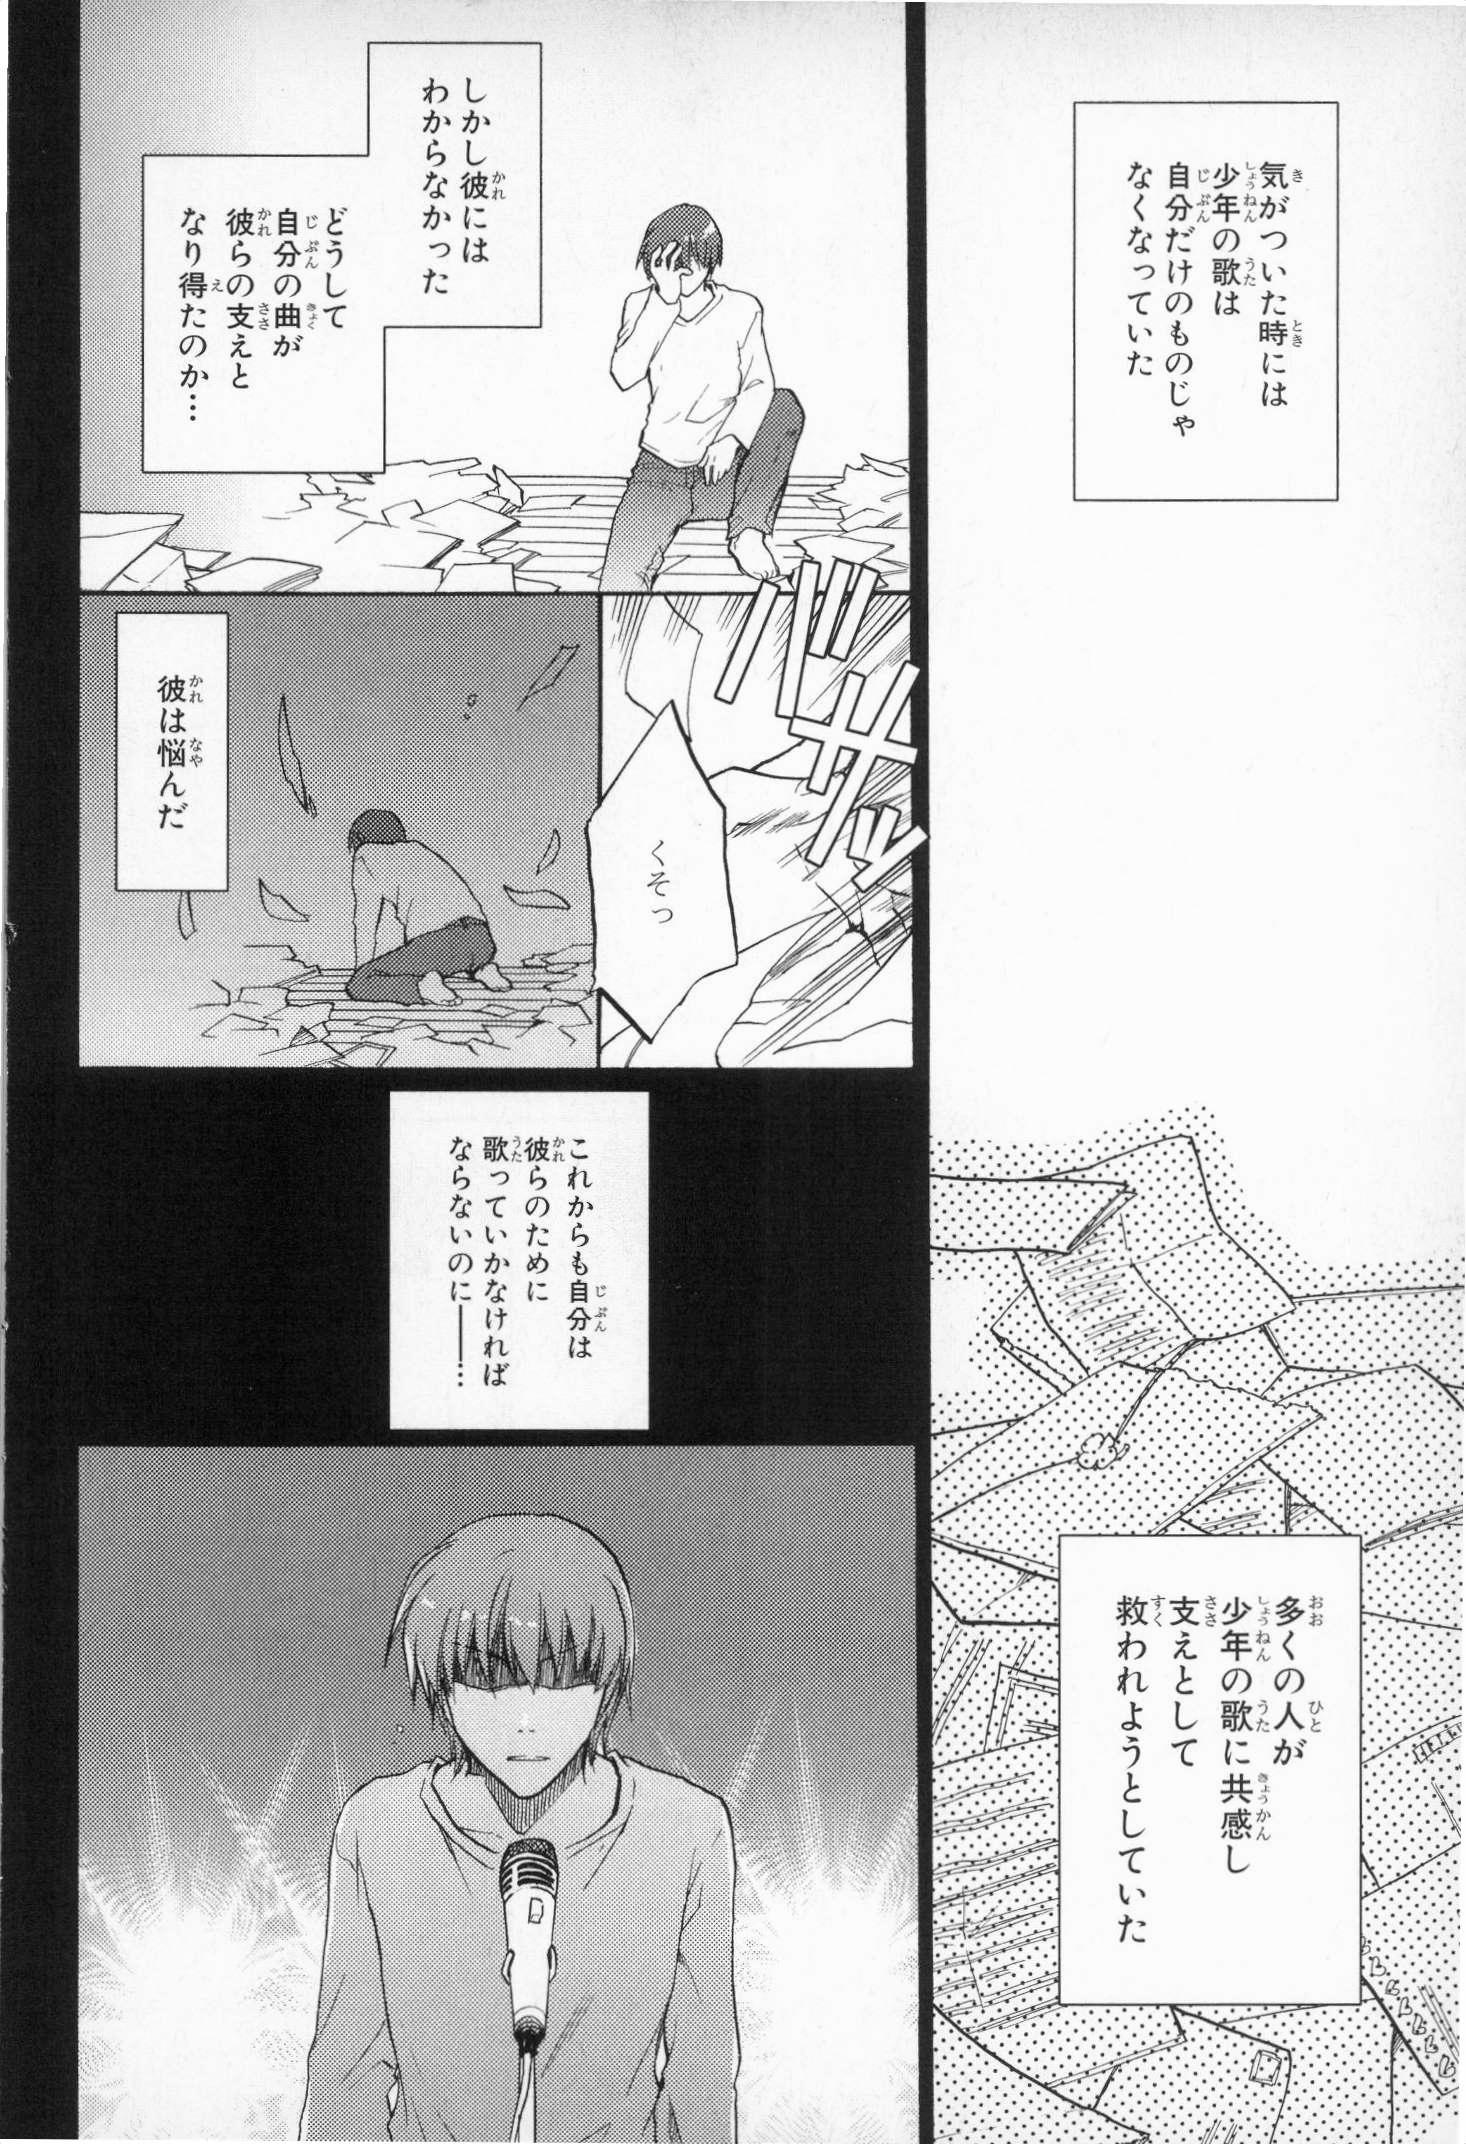 気がついた時には
少年の歌は
自分だけのものじゃ
なくなっていた
多くの人が
少年の歌に共感し
支えとして
救われようとしていた
しかし彼には
わからなかった
どうして
自分の曲が
彼らの支えと
なり得たのか…
バサッ
くそっ
彼は悩んだ
これからも自分は
彼らのために
歌っていかなければ
ならないのに――…